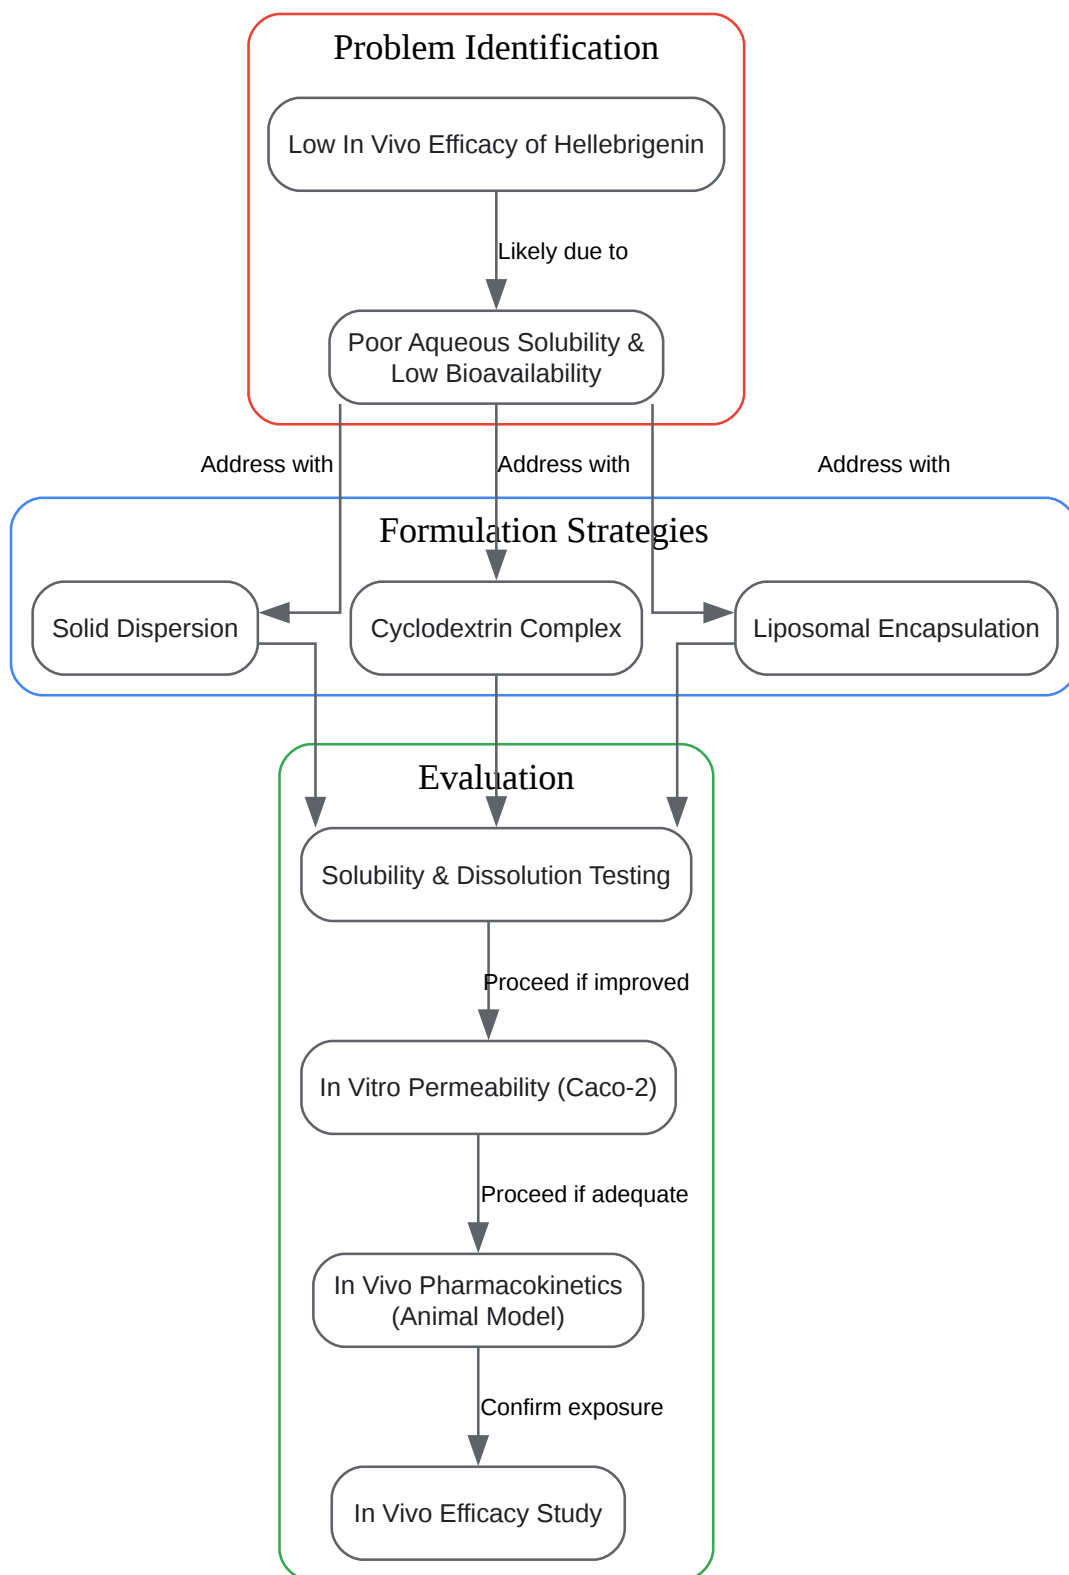 Problem Identification
Low In Vivo Efficacy of Hellebrigenin
Likely due to
Poor Aqueous Solubility &
Low Bioavailability
Address with
Address with
Address with
Formulation Strategies
Solid Dispersion
Cyclodextrin Complex
Liposomal Encapsulation
Evaluation
Solubility & Dissolution Testing
Proceed if improved
In Vitro Permeability (Caco-2)
Proceed if adequate
In Vivo Pharmacokinetics
(Animal Model)
Confirm exposure
In Vivo Efficacy Study